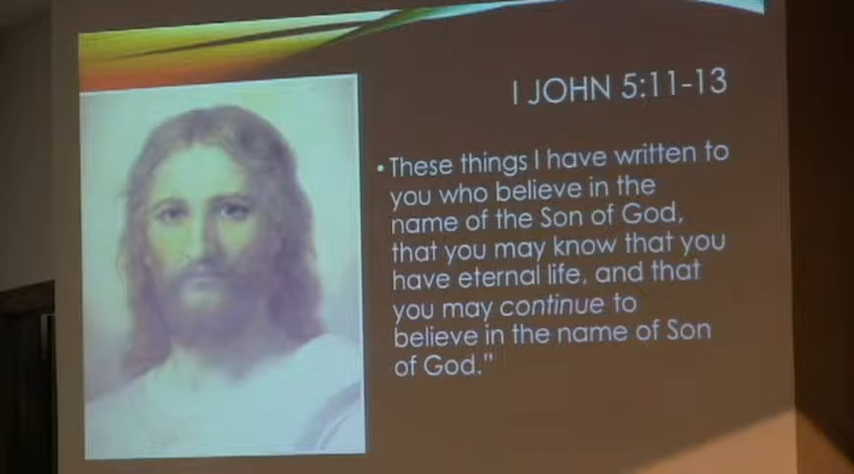 I JOHN 5:11-13
• These things I have written to
you who believe in the
name of the Son of God,
that you may know that you
have eternal life, and that
you may continue to
believe in the name of Son
of God."